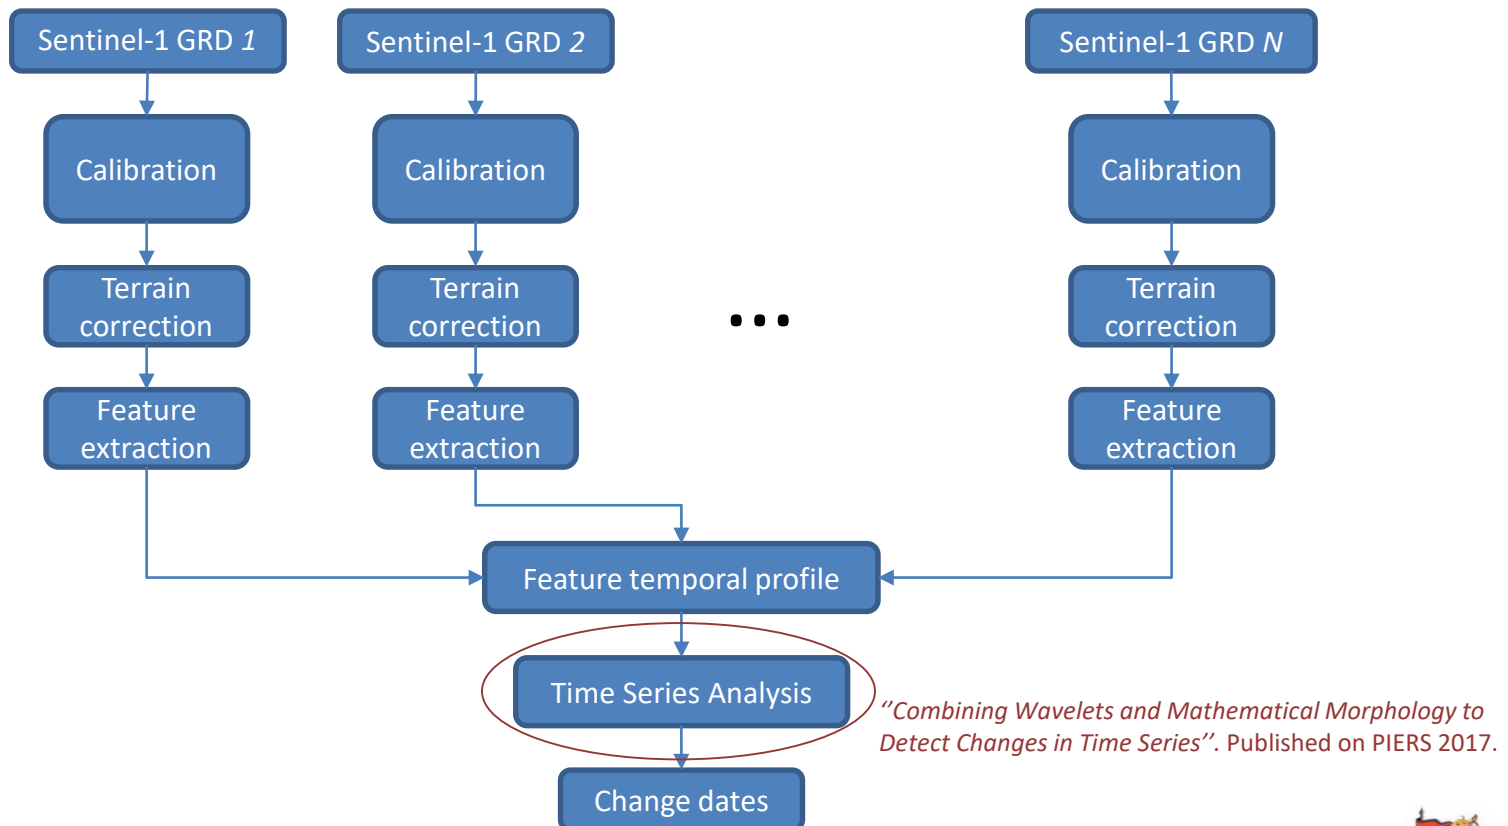 Sentinel-1 GRD 1
Sentinel-1 GRD 2
Sentinel-1 GRD N
Calibration
Calibration
Calibration
Terrain
correction
Terrain
correction
...
Terrain
correction
Feature
extraction
Feature
extraction
Feature
extraction
Feature temporal profile
Time Series Analysis
‘’Combining Wavelets and Mathematical Morphology to
Detect Changes in Time Series’’. Published on PIERS 2017.
Change dates